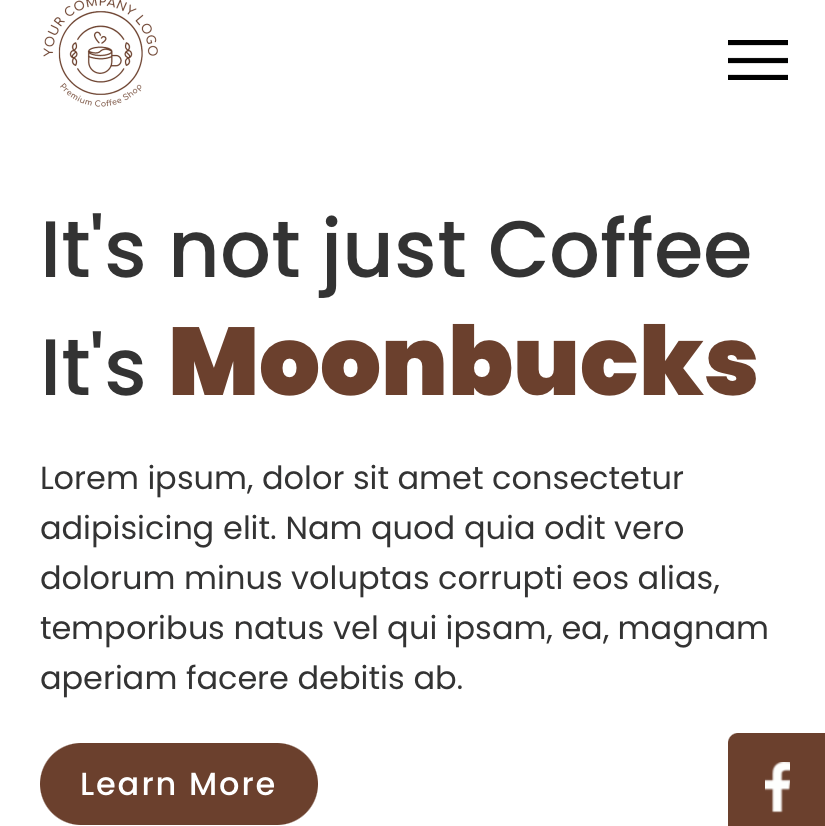 YOUR COMPANY LOGO
Premium Coffee Shop
It's not just Coffee
It's Moonbucks
Lorem ipsum, dolor sit amet consectetur
adipisicing elit. Nam quod quia odit vero
dolorum minus voluptas corrupti eos alias,
temporibus natus vel qui ipsam, ea, magnam
aperiam facere debitis ab.
Learn More
f